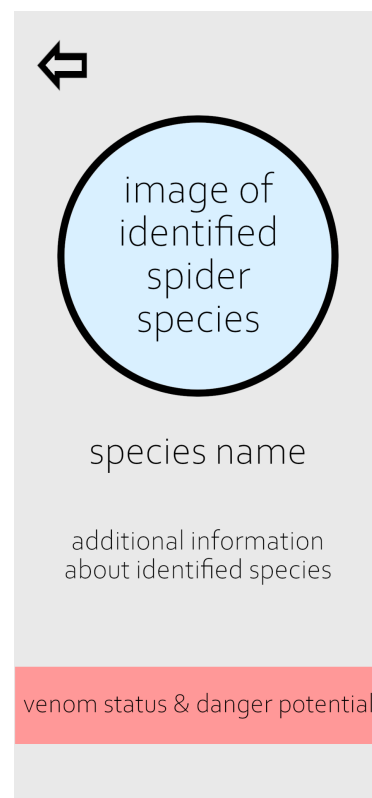 image of
identified
spider
species
species name
additional information
about identified species
venom status & danger potential